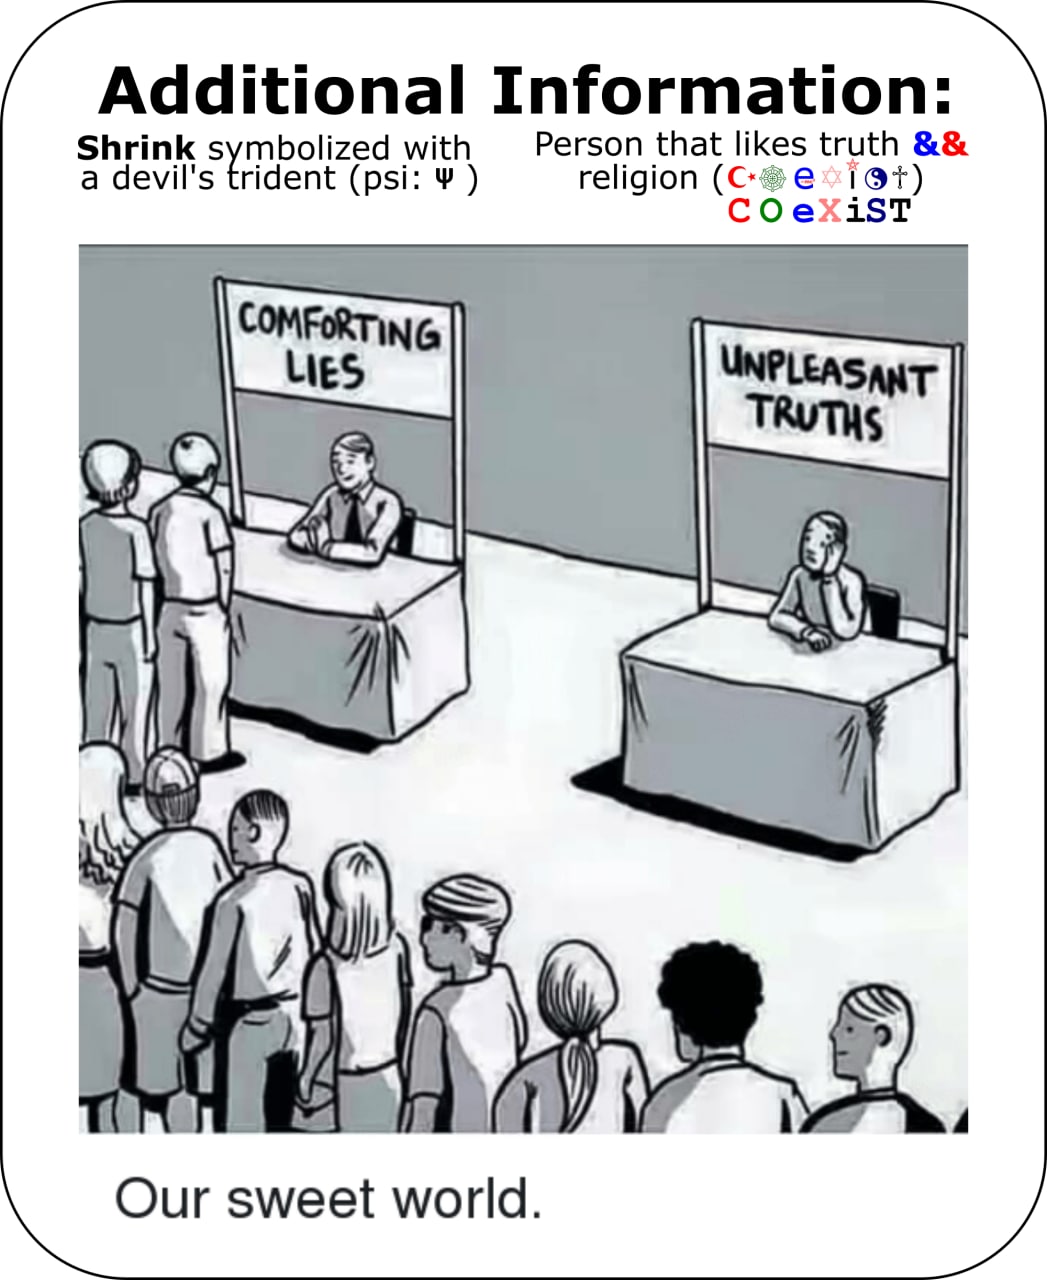 Additional Information:
Shrink symbolized with
a devil's trident (psi: Ψ )
Person that likes truth &&
religion (☪☸e✡i☯†)
COeXiST
COMFORTING
LIES
UNPLEASANT
TRUTHS
Our sweet world.